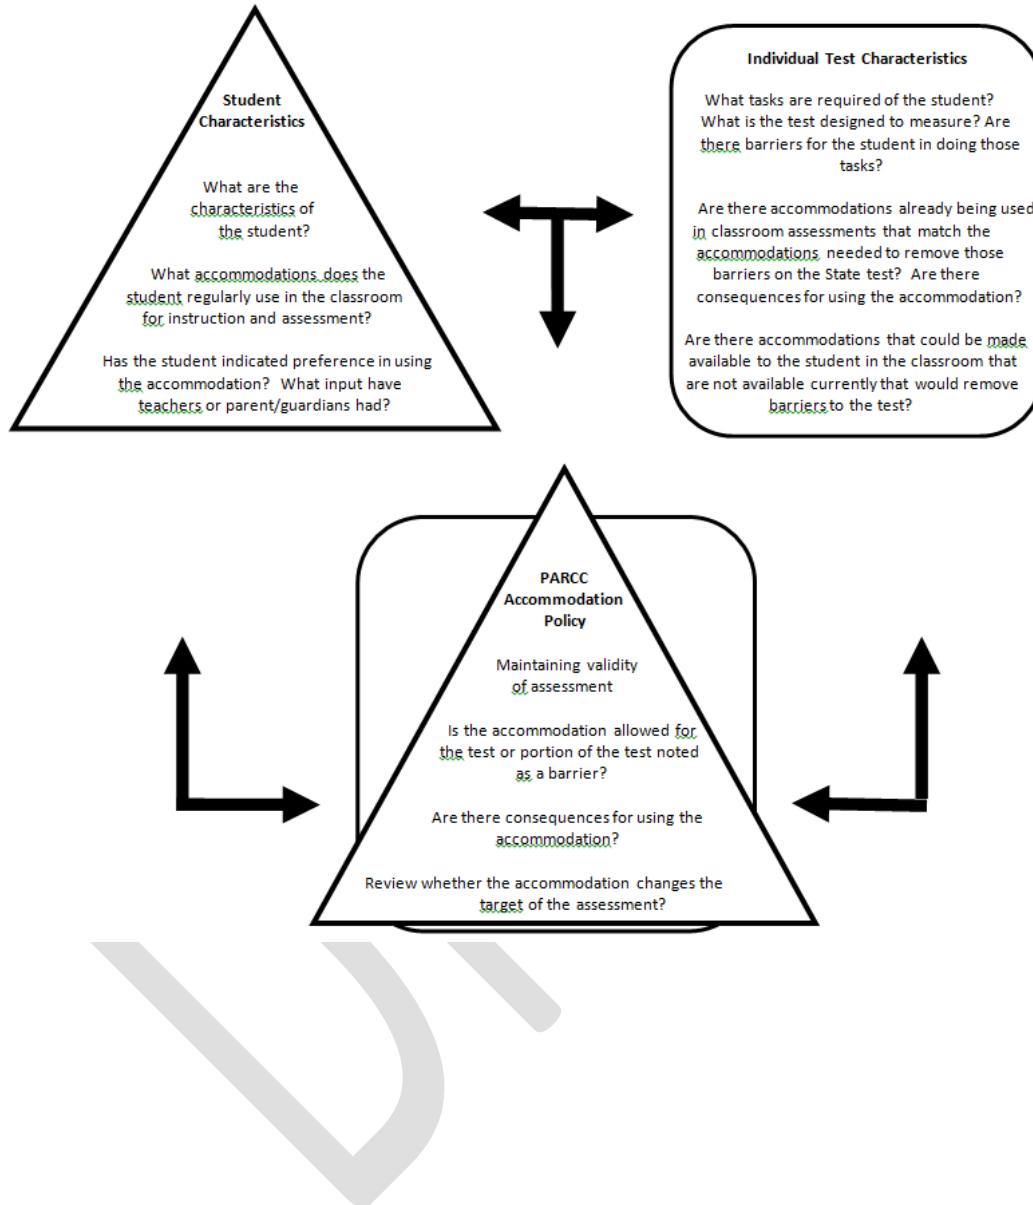 Student
Characteristics
What are the
characteristics of
the student?
What accommodations does the
student regularly use in the classroom
for instruction and assessment?
Has the student indicated preference in using
the accommodation? What input have
teachers or parent/guardians had?
Individual Test Characteristics
What tasks are required of the student?
What is the test designed to measure? Are
there barriers for the student in doing those
tasks?
Are there accommodations already being used
in classroom assessments that match the
accommodations needed to remove those
barriers on the State test? Are there
consequences for using the accommodation?
Are there accommodations that could be made
available to the student in the classroom that
are not available currently that would remove
barriers to the test?
PARCC
Accommodation
Policy
Maintaining validity
of assessment
Is the accommodation allowed for
the test or portion of the test noted
as a barrier?
Are there consequences for using the
accommodation?
Review whether the accommodation changes the
target of the assessment?